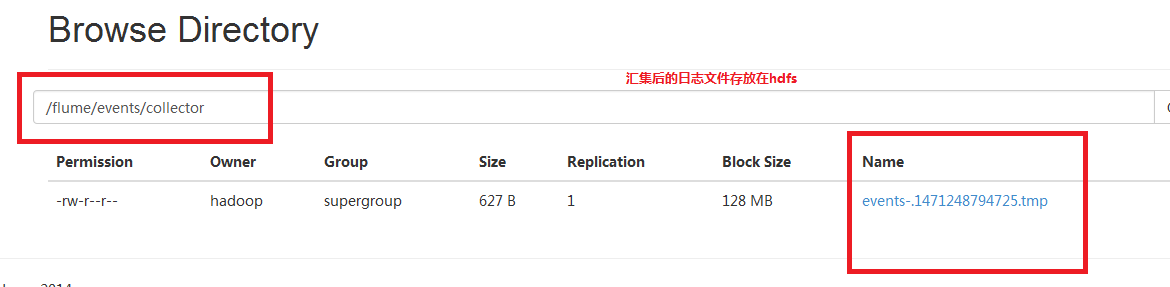 Browse Directory
汇集后的日志文件存放在hdfs
/flume/events/collector
Permission Owner Group Size Replication Block Size Name
-rw-r--r-- hadoop supergroup 627 B 1 128 MB events-.1471248794725.tmp
2014